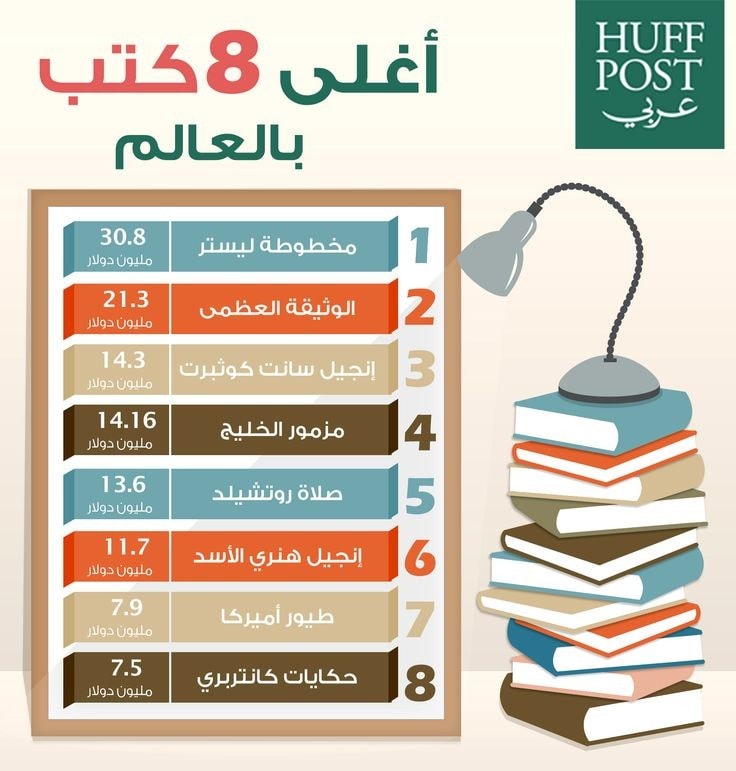 أغلى 8 كتب
بالعالم
HUFF
POST
عربي
1 مخطوطة ليستر 30.8 مليون دولار
2 الوثيقة العظمى 21.3 مليون دولار
3 إنجيل سانت كوثبرت 14.3 مليون دولار
4 مزمور الخليج 14.16 مليون دولار
5 صلاة روتشيلد 13.6 مليون دولار
6 إنجيل هنري الأسد 11.7 مليون دولار
7 طيور أميركا 7.9 مليون دولار
8 حكايات كانتربري 7.5 مليون دولار